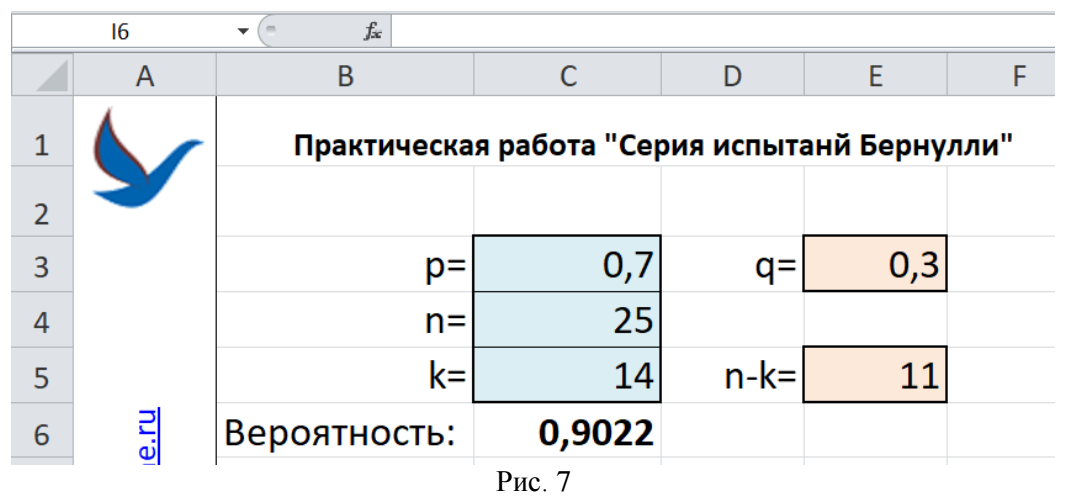 I6 fx
A B C D E F
1 Практическая работа "Серия испытанй Бернулли"
2
3 p= 0,7 q= 0,3
4 n= 25
5 k= 14 n-k= 11
6 ne.ru Вероятность: 0,9022
Рис. 7